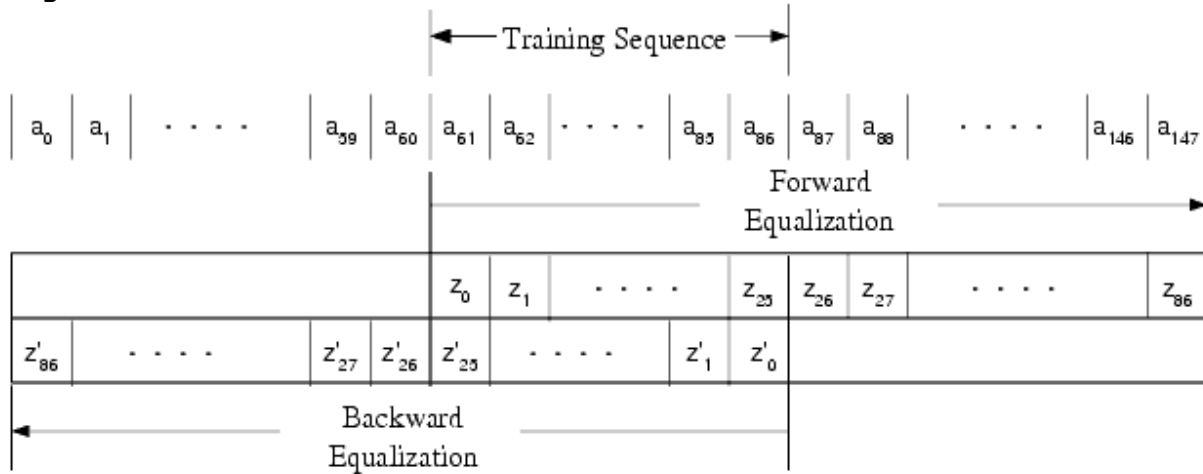 Training Sequence
a0 a1 . . . . a59 a60 a61 a62 . . . . a85 a86 a87 a88 . . . . a146 a147
Forward
Equalization
z0 z1 . . . . z25 z26 z27 . . . . z86
z'86 . . . . z'27 z'26 z'25 . . . . z'1 z'0
Backward
Equalization